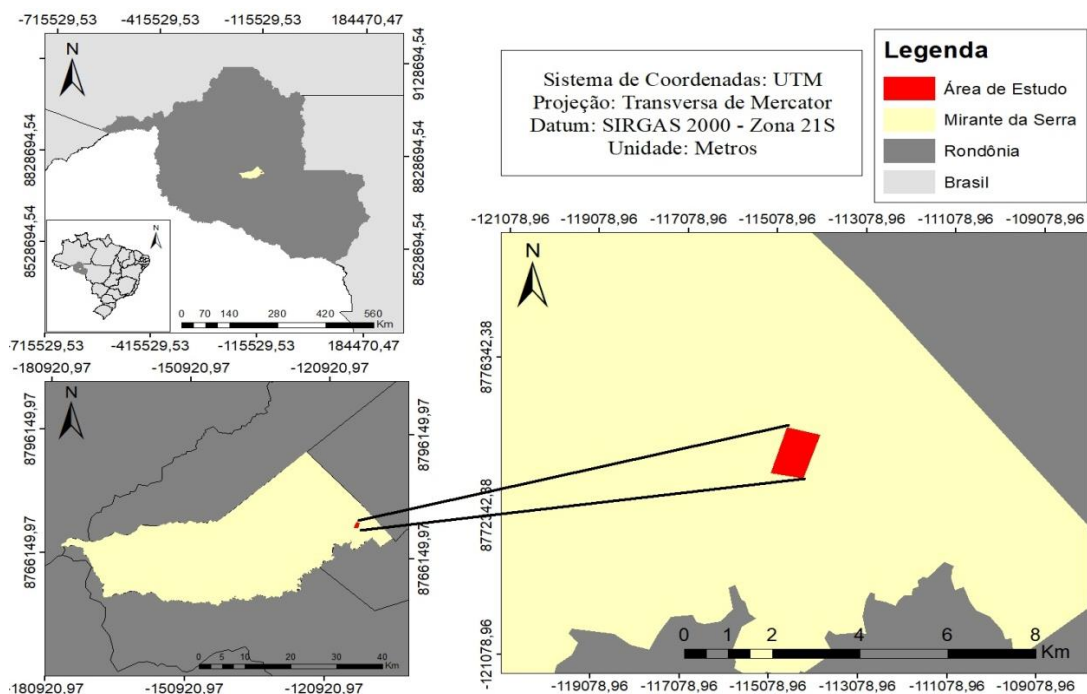 -715529,53 -415529,53 -115529,53 184470,47
N
9128694,54
8828694,54
8528694,54
9128694,54
8828694,54
8528694,54
N
0 70 140 280 420 560
Km
-715529,53 -415529,53 -115529,53 184470,47
Sistema de Coordenadas: UTM
Projeção: Transversa de Mercator
Datum: SIRGAS 2000 - Zona 21S
Unidade: Metros
Legenda
Área de Estudo
Mirante da Serra
Rondônia
Brasil
-180920,97 -150920,97 -120920,97
N
8796149,97
8766149,97
8796149,97
8766149,97
0 5 10 20 30 40
Km
-180920,97 -150920,97 -120920,97
-121078,96 -119078,96 -117078,96 -115078,96 -113078,96 -111078,96 -109078,96
N
8776342,38
8772342,38
-121078,96
0 1 2 4 6 8
Km
-119078,96 -117078,96 -115078,96 -113078,96 -111078,96 -109078,96